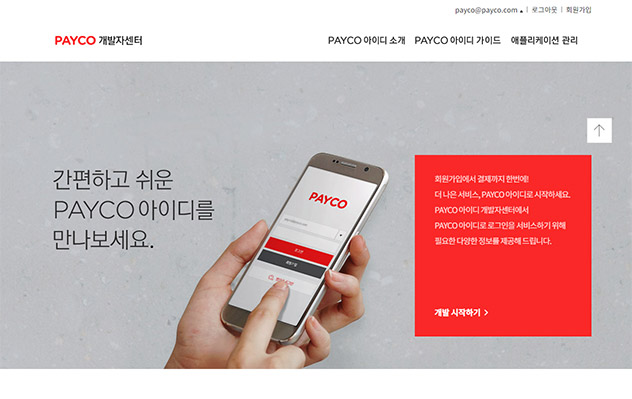 payco@payco.com ▲ | 로그아웃 | 회원가입
PAYCO 개발자센터
PAYCO 아이디 소개 PAYCO 아이디 가이드 애플리케이션 관리
간편하고 쉬운
PAYCO 아이디를
만나보세요.
PAYCO
회원가입에서 결제까지 한번에!
더 나은 서비스, PAYCO 아이디로 시작하세요.
PAYCO 아이디 개발자센터에서
PAYCO 아이디로 로그인을 서비스하기 위해
필요한 다양한 정보를 제공해 드립니다.
개발 시작하기 >